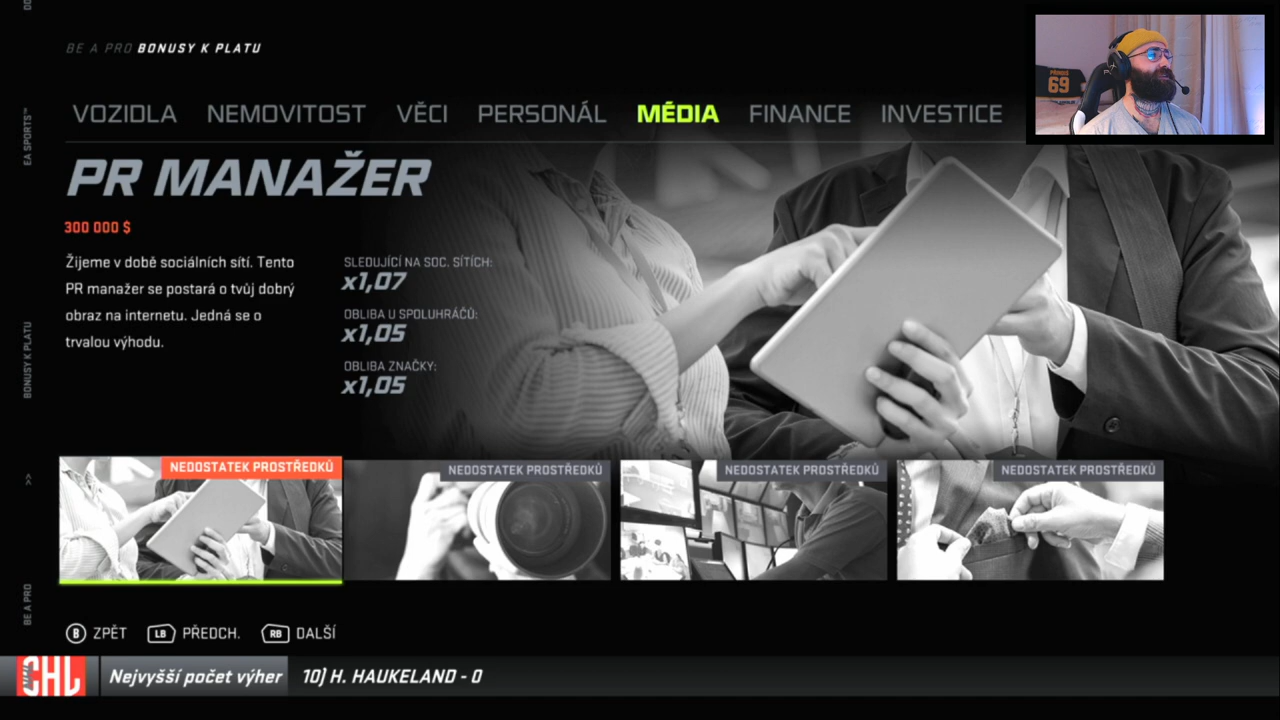 BE A PRO BONUSY K PLATU
VOZIDLA NEMOVITOST VĚCI PERSONÁL MÉDIA FINANCE INVESTICE
PR MANAŽER
300 000 $
Žijeme v době sociálních sítí. Tento
PR manažer se postará o tvůj dobrý
obraz na internetu. Jedná se o
trvalou výhodu.
SLEDUJÍCÍ NA SOC. SÍTÍCH:
x1,07
OBLIBA U SPOLUHRÁČŮ:
x1,05
OBLIBA ZNAČKY:
x1,05
NEDOSTATEK PROSTŘEDKŮ
NEDOSTATEK PROSTŘEDKŮ
NEDOSTATEK PROSTŘEDKŮ
NEDOSTATEK PROSTŘEDKŮ
B ZPĚT LB PŘEDCH. RB DALŠÍ
CHL Nejvyšší počet výher 10) H. HAUKELAND - 0
EA SPORTS™
BONUSY K PLATU
>>
BE A PRO
69